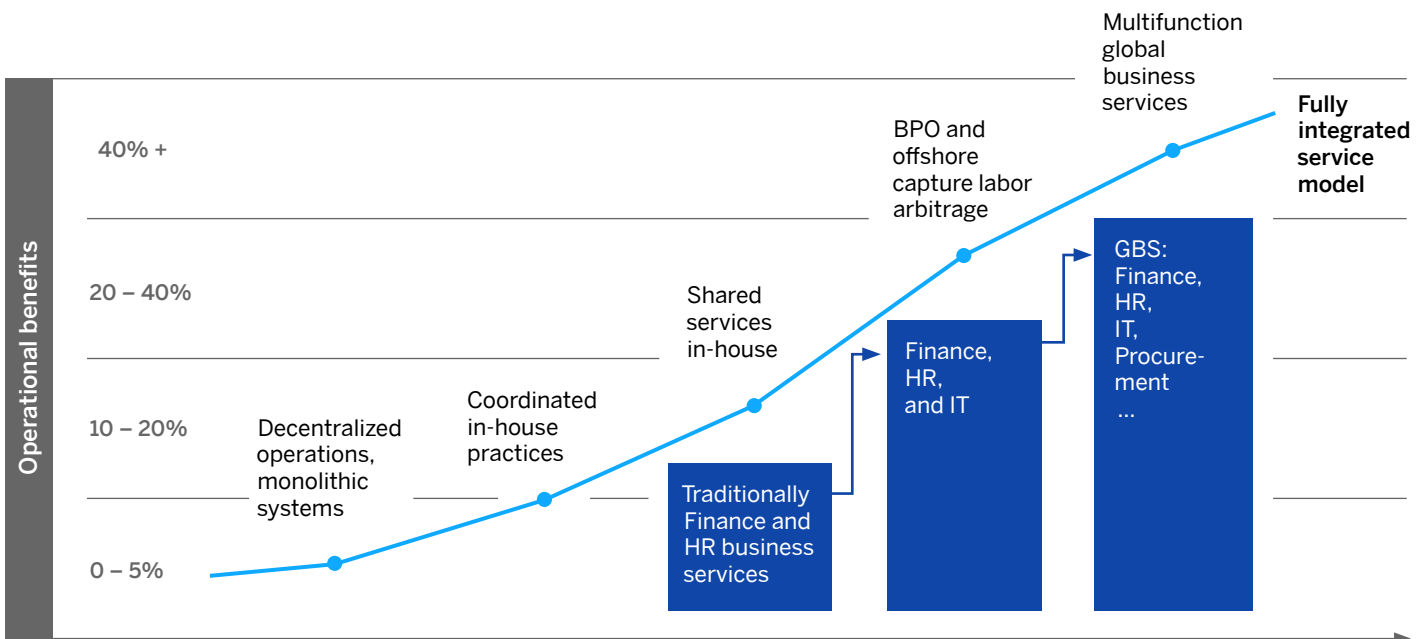 Operational benefits
40% +
20 – 40%
10 – 20%
0 – 5%
Decentralized
operations,
monolithic
systems
Coordinated
in-house
practices
Shared
services
in-house
BPO and
offshore
capture labor
arbitrage
Multifunction
global
business
services
Fully
integrated
service
model
Traditionally
Finance and
HR business
services
Finance,
HR,
and IT
GBS:
Finance,
HR,
IT,
Procure-
ment
...